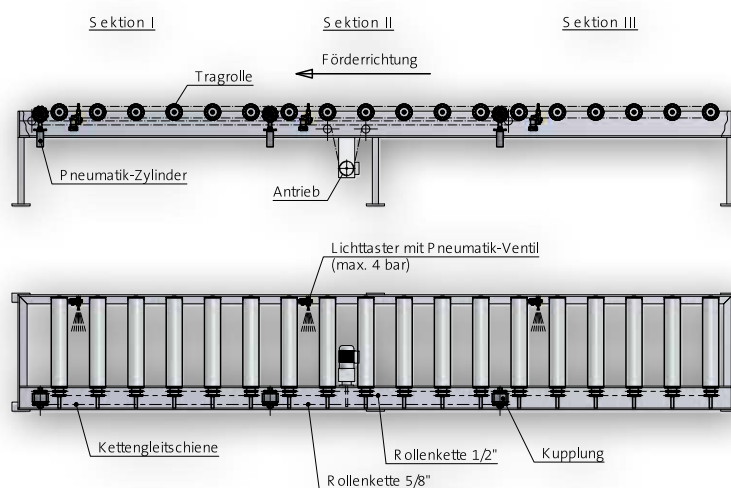 Sektion I
Sektion II
Sektion III
Förderrichtung
Tragrolle
Pneumatik-Zylinder
Antrieb
Lichttaster mit Pneumatik-Ventil
(max. 4 bar)
Kettengleitschiene
Rollenkette 1/2"
Kupplung
Rollenkette 5/8"